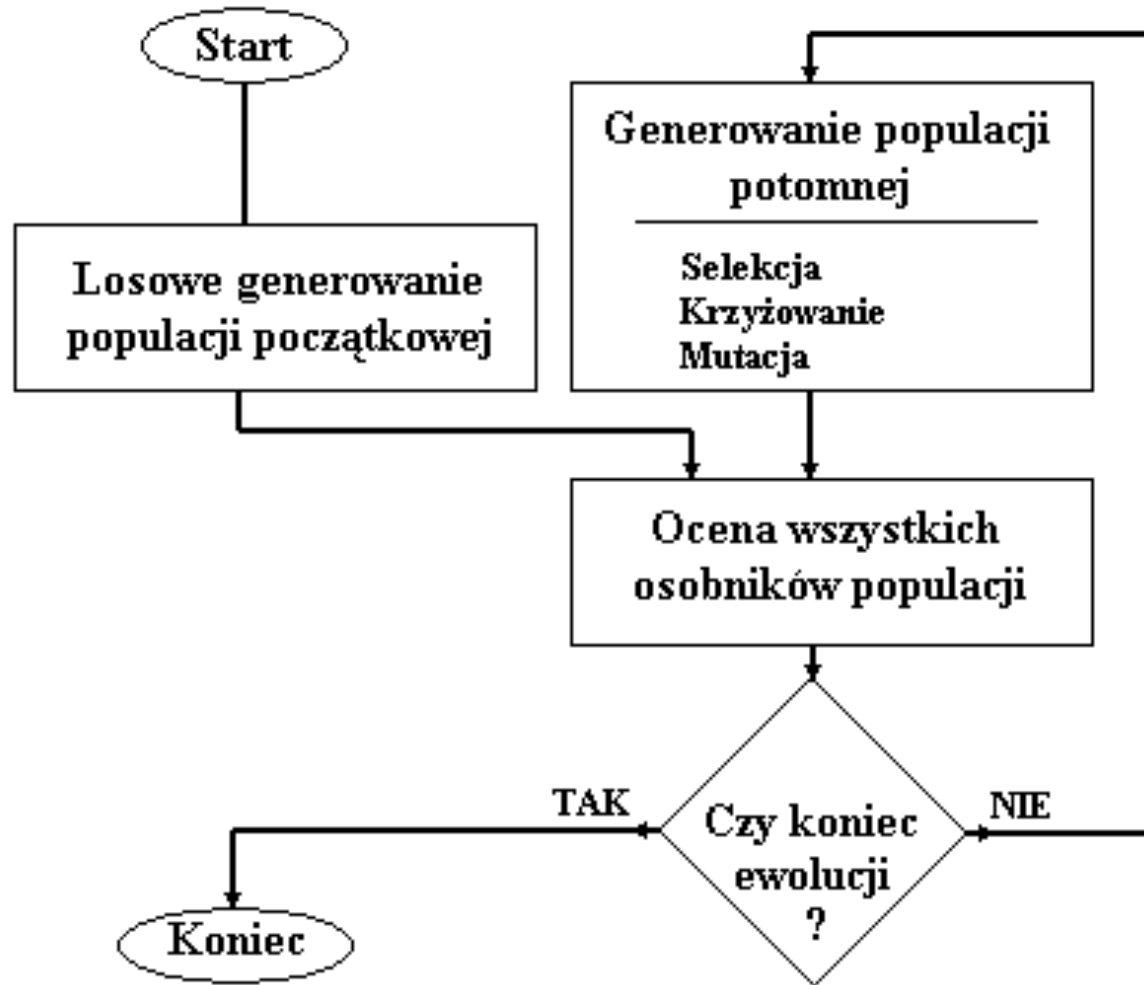 Start
Losowe generowanie
populacji początkowej
Generowanie populacji
potomnej
Selekcja
Krzyżowanie
Mutacja
Ocena wszystkich
osobników populacji
Czy koniec
ewolucji
?
TAK
NIE
Koniec